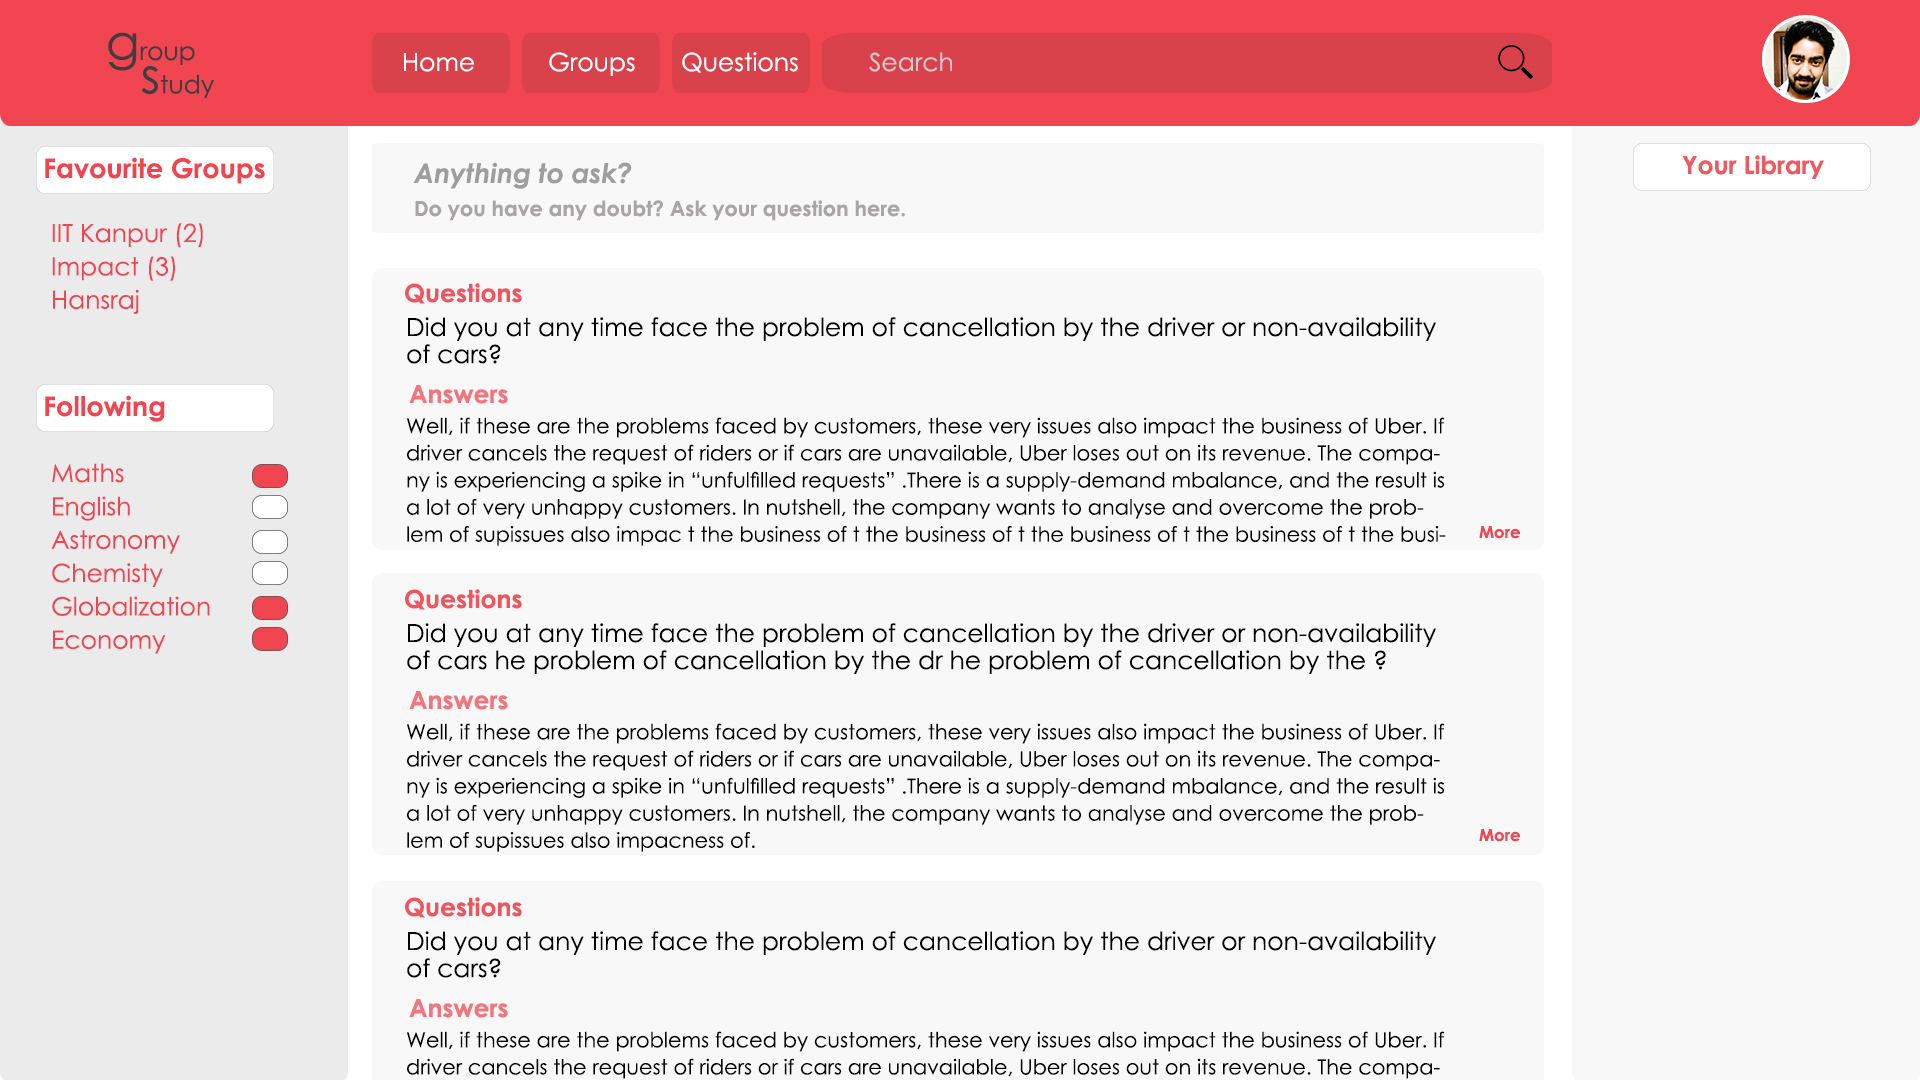 group
Study
Home
Groups
Questions
Search
Favourite Groups
IIT Kanpur (2)
Impact (3)
Hansraj
Following
Maths
English
Astronomy
Chemisty
Globalization
Economy
Anything to ask?
Do you have any doubt? Ask your question here.
Questions
Did you at any time face the problem of cancellation by the driver or non-availability
of cars?
Answers
Well, if these are the problems faced by customers, these very issues also impact the business of Uber. If
driver cancels the request of riders or if cars are unavailable, Uber loses out on its revenue. The compa-
ny is experiencing a spike in “unfulfilled requests” .There is a supply-demand mbalance, and the result is
a lot of very unhappy customers. In nutshell, the company wants to analyse and overcome the prob-
lem of supissues also impac t the business of t the business of t the business of t the business of t the busi-
More
Questions
Did you at any time face the problem of cancellation by the driver or non-availability
of cars he problem of cancellation by the dr he problem of cancellation by the ?
Answers
Well, if these are the problems faced by customers, these very issues also impact the business of Uber. If
driver cancels the request of riders or if cars are unavailable, Uber loses out on its revenue. The compa-
ny is experiencing a spike in “unfulfilled requests” .There is a supply-demand mbalance, and the result is
a lot of very unhappy customers. In nutshell, the company wants to analyse and overcome the prob-
lem of supissues also impacness of.
More
Questions
Did you at any time face the problem of cancellation by the driver or non-availability
of cars?
Answers
Well, if these are the problems faced by customers, these very issues also impact the business of Uber. If
driver cancels the request of riders or if cars are unavailable, Uber loses out on its revenue. The compa-
Your Library